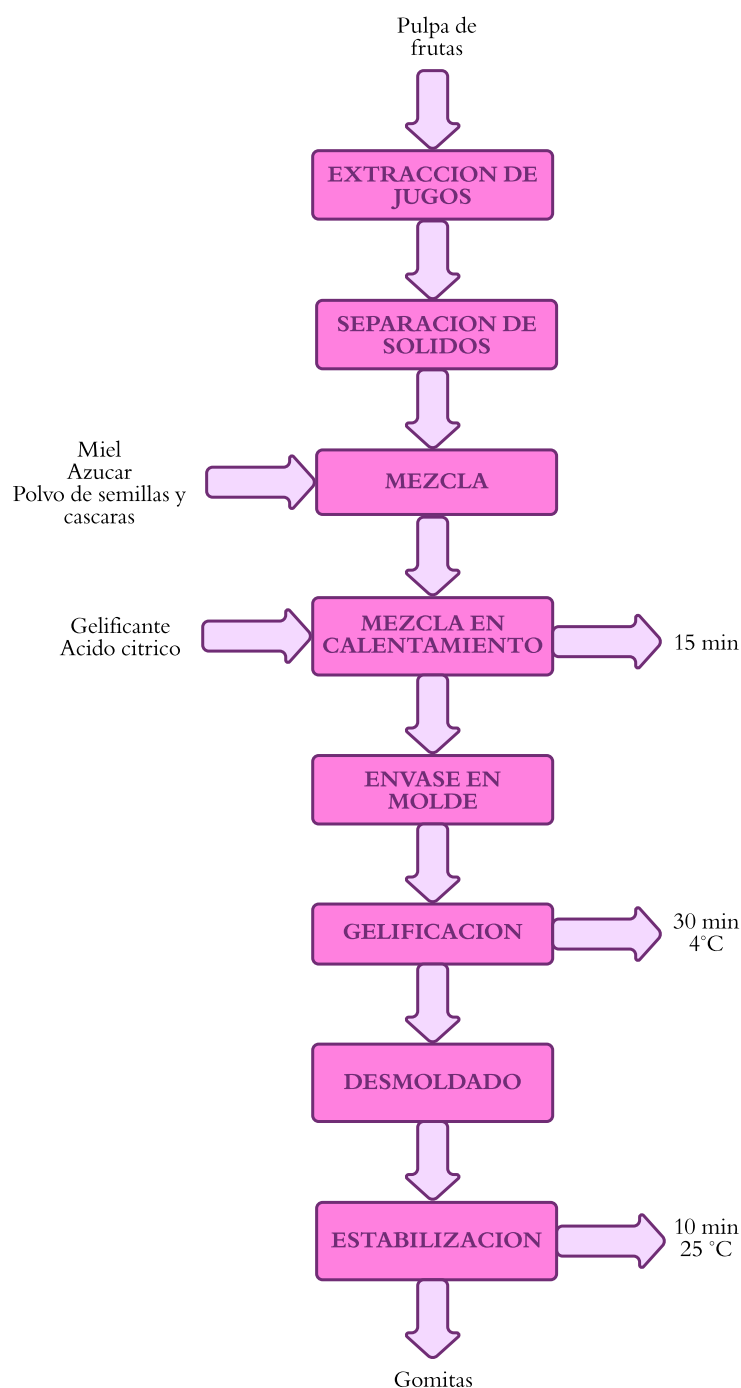 Pulpa de
frutas
EXTRACCION DE
JUGOS
SEPARACION DE
SOLIDOS
Miel
Azucar
Polvo de semillas y
cascaras
MEZCLA
Gelificante
Acido citrico
MEZCLA EN
CALENTAMIENTO
15 min
ENVASE EN
MOLDE
GELIFICACION
30 min
4°C
DESMOLDADO
ESTABILIZACION
10 min
25 °C
Gomitas